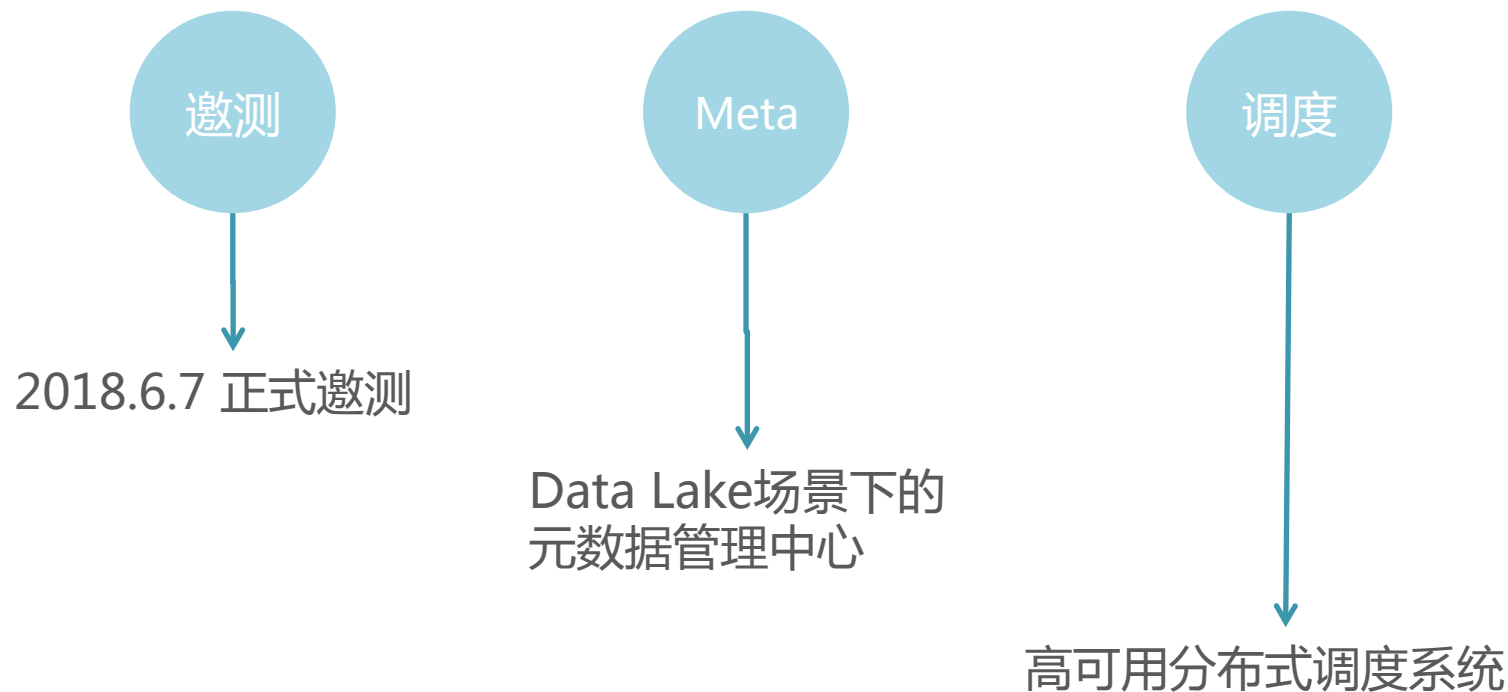 邀测
Meta
调度
2018.6.7 正式邀测
Data Lake场景下的
元数据管理中心
高可用分布式调度系统